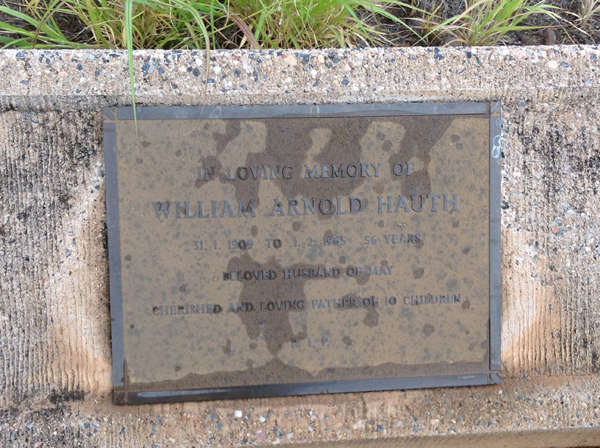 IN LOVING MEMORY OF
WILLIAM ARNOLD HAUTH
31. 1. 1909 TO 1. 2. 1965 56 YEARS
BELOVED HUSBAND OF MAY
CHERISHED AND LOVING FATHER OF 10 CHILDREN
R. I. P.